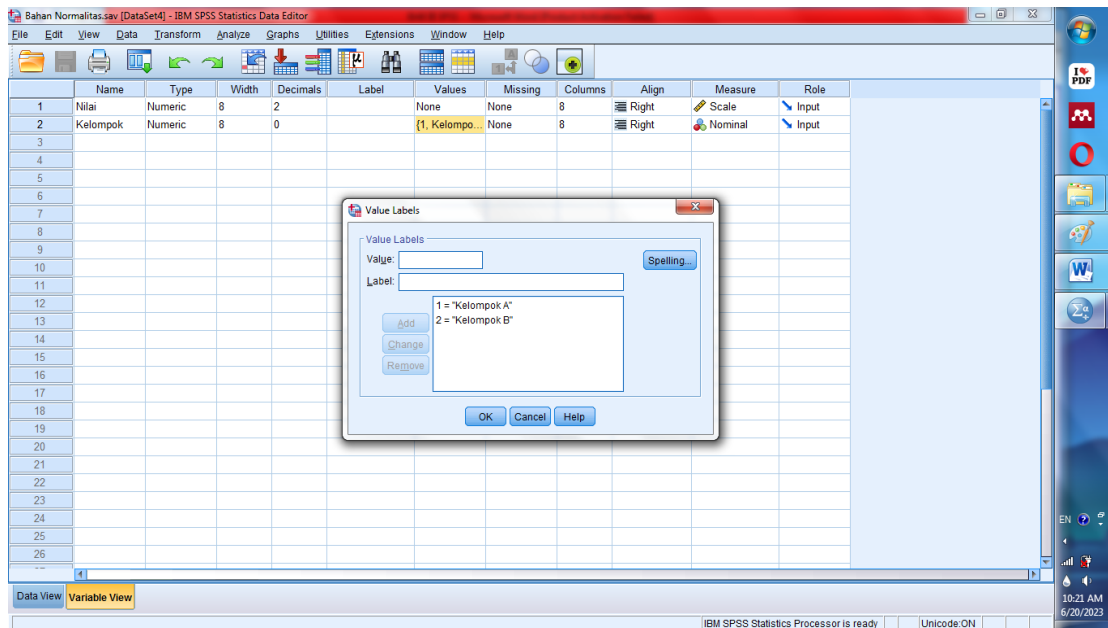 Bahan Normalitas.sav [DataSet4] - IBM SPSS Statistics Data Editor
File Edit View Data Transform Analyze Graphs Utilities Extensions Window Help
Name Type Width Decimals Label Values Missing Columns Align Measure Role
1 Nilai Numeric 8 2 None None 8 Right Scale Input
2 Kelompok Numeric 8 0 {1, Kelompo... None 8 Right Nominal Input
3
4
5
6
7
8
9
10
11
12
13
14
15
16
17
18
19
20
21
22
23
24
25
26
Value Labels
Value Labels
Value:
Spelling...
Label:
1 = "Kelompok A"
2 = "Kelompok B"
Add
Change
Remove
OK Cancel Help
Data View Variable View
IBM SPSS Statistics Processor is ready Unicode:ON
I
PDF
W
Σα
EN
10:21 AM
6/20/2023